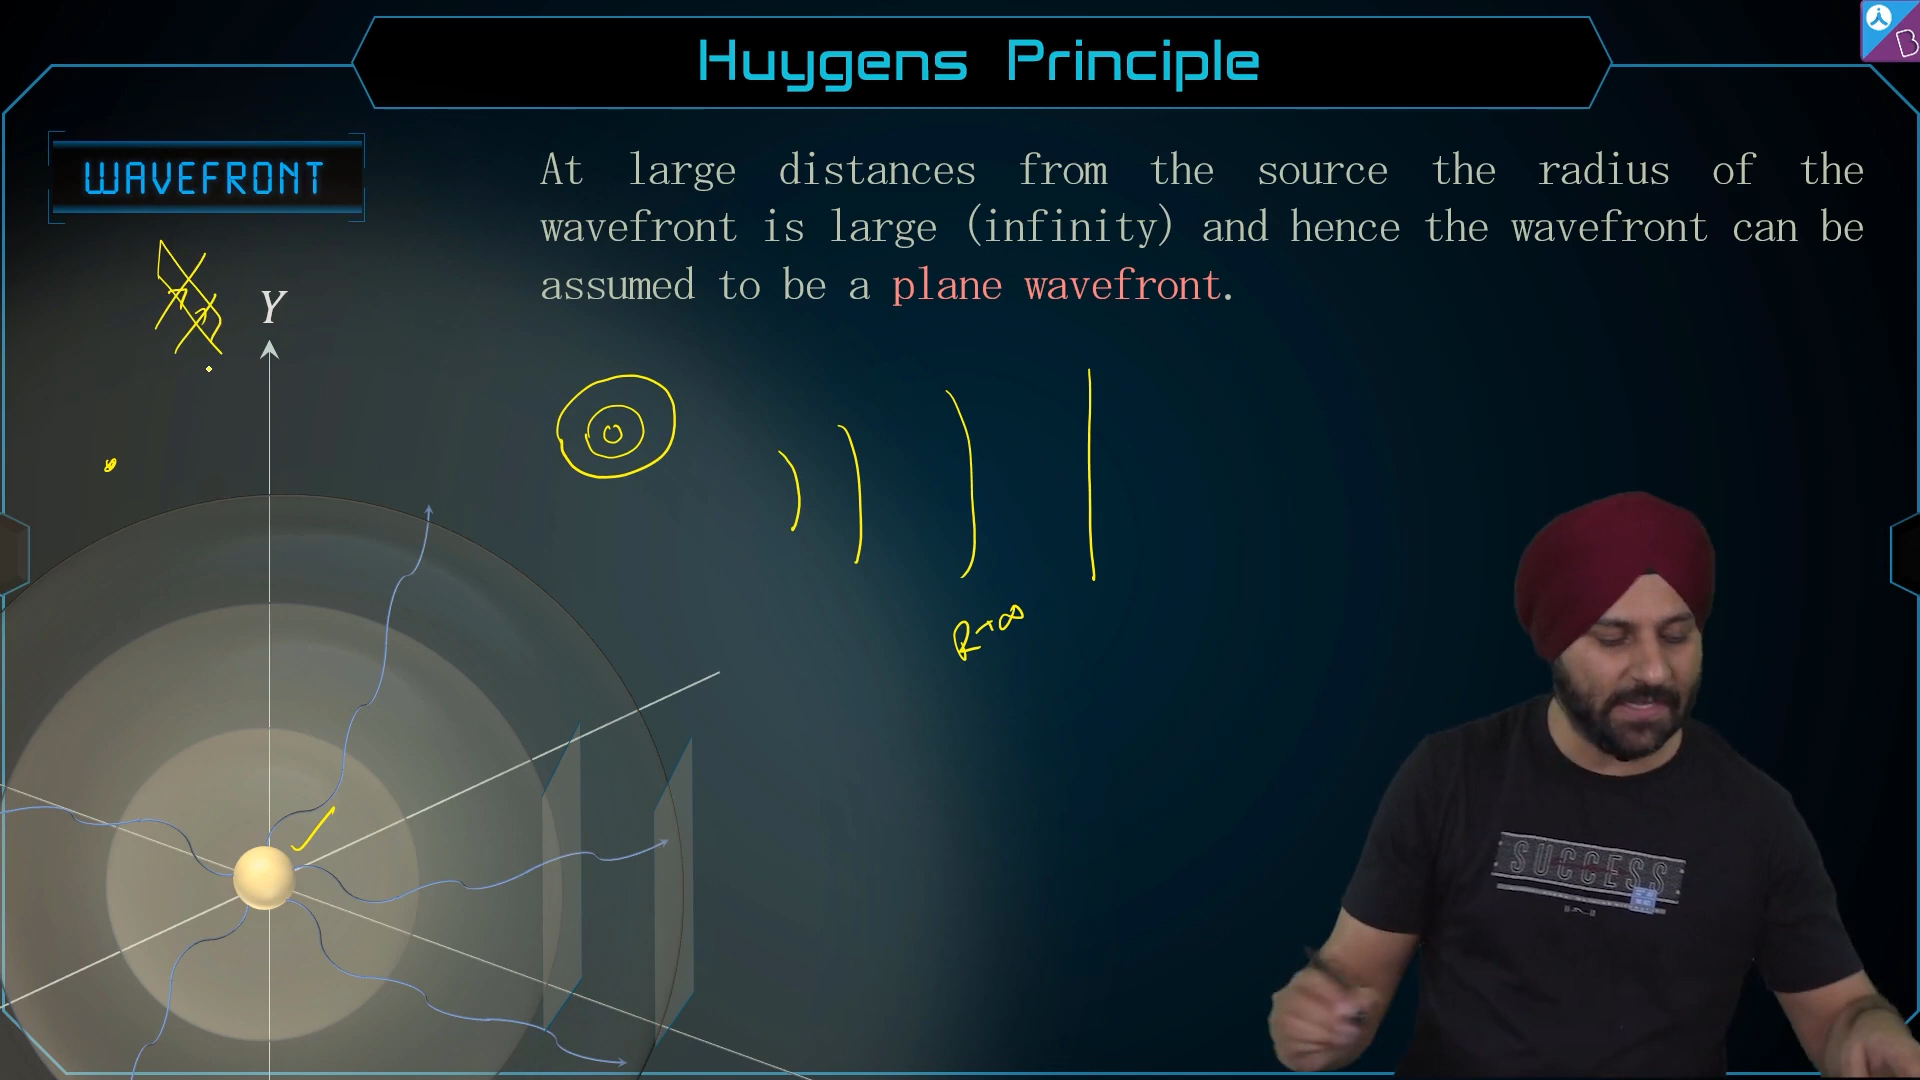 Huygens Principle
B
WAVEFRONT
At large distances from the source the radius of the
wavefront is large (infinity) and hence the wavefront can be
assumed to be a plane wavefront.
Y
R→∞
SUCCESS